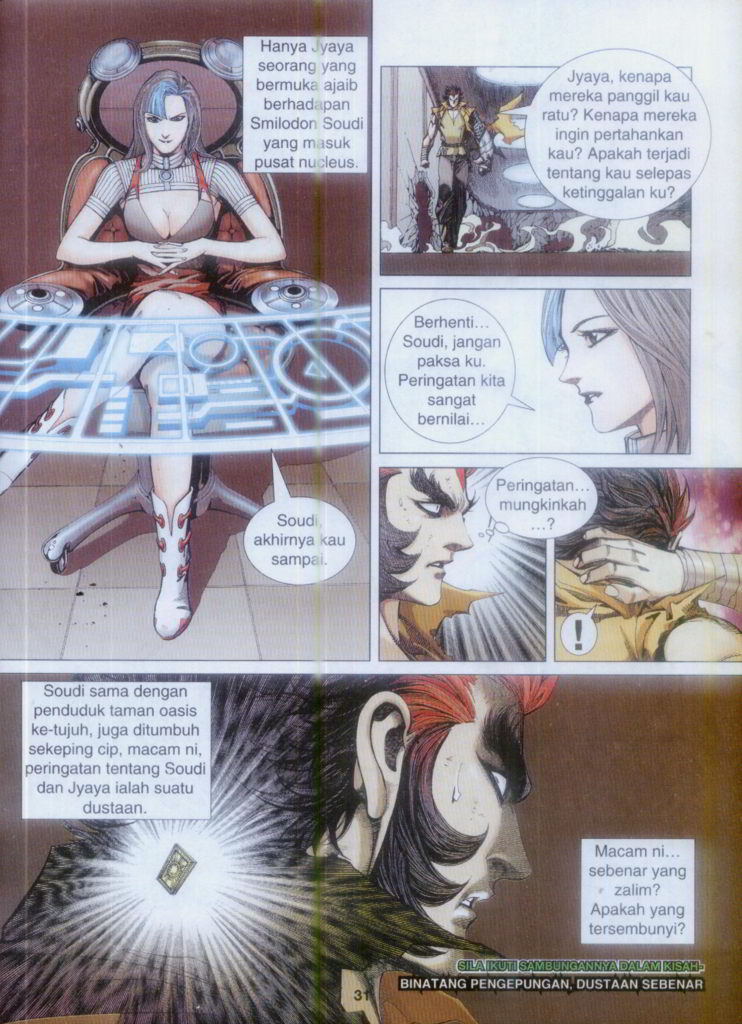 Hanya Jyaya
seorang yang
bermuka ajaib
berhadapan
Smilodon Soudi
yang masuk
pusat nucleus.
Jyaya, kenapa
mereka panggil kau
ratu? Kenapa mereka
ingin pertahankan
kau? Apakah terjadi
tentang kau selepas
ketinggalan ku?
Soudi,
akhirnya kau
sampai.
Berhenti...
Soudi, jangan
paksa ku.
Peringatan kita
sangat
bernilai...
Peringatan...
mungkinkah
...?
!
Soudi sama dengan
penduduk taman oasis
ke-tujuh, juga ditumbuh
sekeping cip, macam ni,
peringatan tentang Soudi
dan Jyaya ialah suatu
dustaan.
Macam ni...
sebenar yang
zalim?
Apakah yang
tersembunyi?
SILA IKUTI SAMBUNGANNYA DALAM KISAH-
BINATANG PENGEPUNGAN, DUSTAAN SEBENAR
31